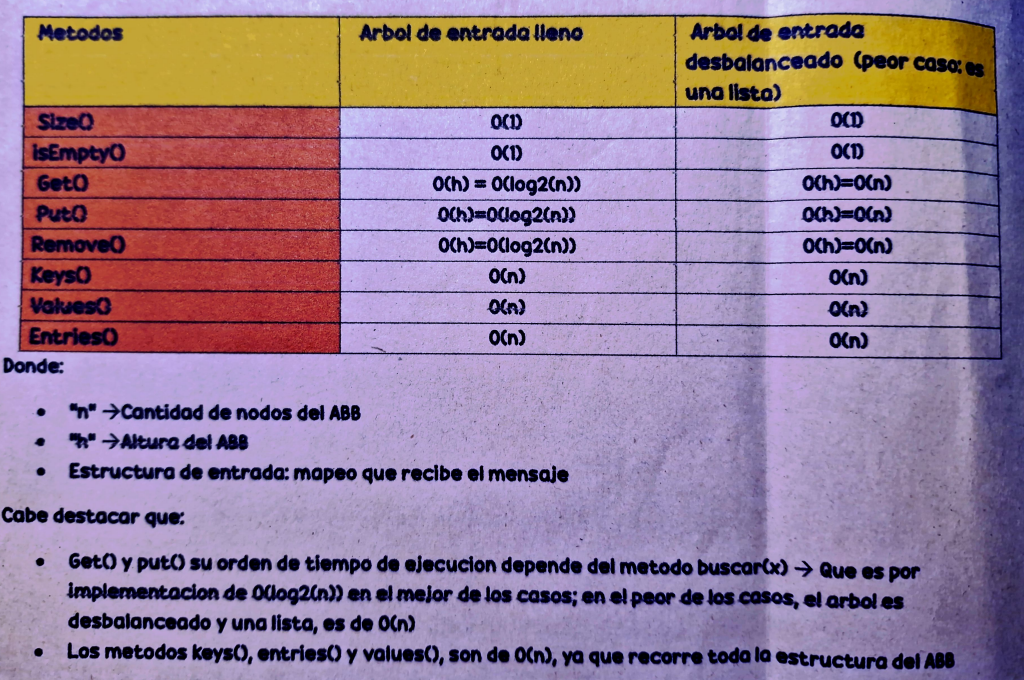 Metodos Arbol de entrada lleno Arbol de entrada
desbalanceado (peor caso: es
una lista)
Size() O(1) O(1)
isEmpty() O(1) O(1)
Get() O(h) = O(log2(n)) O(h)=O(n)
Put() O(h)=O(log2(n)) O(h)=O(n)
Remove() O(h)=O(log2(n)) O(h)=O(n)
Keys() O(n) O(n)
Values() O(n) O(n)
Entries() O(n) O(n)
Donde:
• "n" →Cantidad de nodos del ABB
• "h" →Altura del ABB
• Estructura de entrada: mapeo que recibe el mensaje
Cabe destacar que:
• Get() y put() su orden de tiempo de ejecucion depende del metodo buscar(x) → Que es por
implementacion de O(log2(n)) en el mejor de los casos; en el peor de los casos, el arbol es
desbalanceado y una lista, es de O(n)
• Los metodos keys(), entries() y values(), son de O(n), ya que recorre toda la estructura del ABB